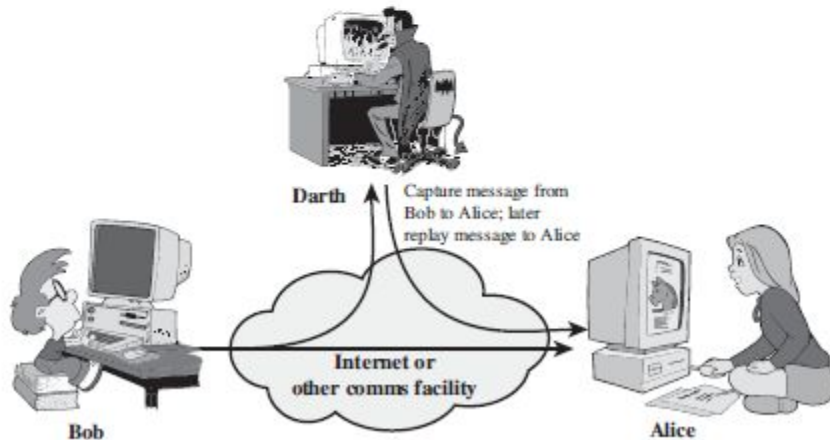 Darth
Capture message from
Bob to Alice; later
replay message to Alice
Internet or
other comms facility
Bob
Alice